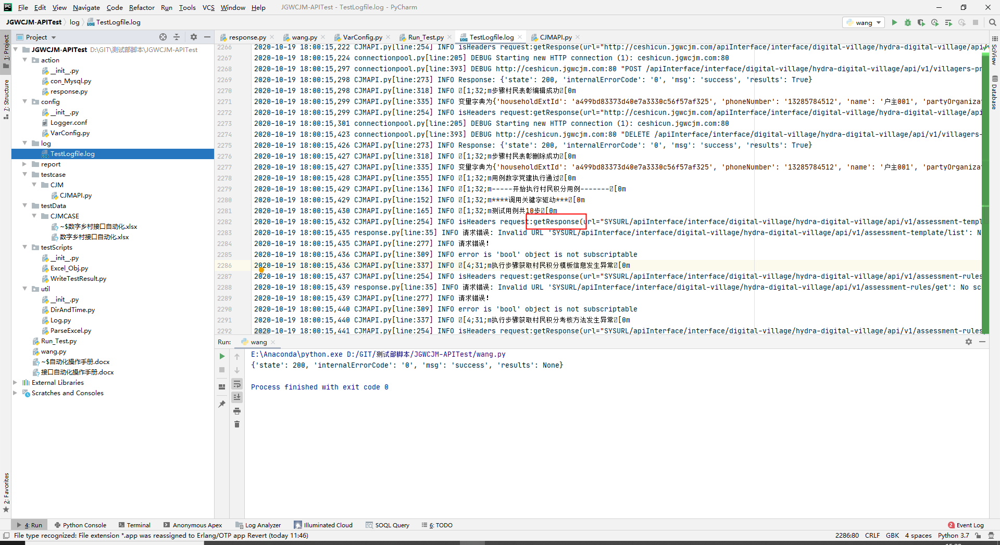 File Edit View Navigate Code Refactor Run Tools VCS Window Help JGWCJM-APITest - TestLogfile.log - PyCharm
JGWCJM-APITest log TestLogfile.log wang
1: Project
7: Structure
2: Favorites
Project
JGWCJM-APITest D:\GIT\测试部脚本\JGWCJM-APITest
action
__init__.py
con_Mysql.py
response.py
config
__init__.py
Logger.conf
VarConfig.py
log
TestLogfile.log
report
testcase
CJM
CJMAPI.py
testData
CJMCASE
~$数字乡村接口自动化.xlsx
数字乡村接口自动化.xlsx
testScripts
__init__.py
Excel_Obj.py
WriteTestResult.py
util
__init__.py
DirAndTime.py
Log.py
ParseExcel.py
Run_Test.py
wang.py
~$自动化操作手册.docx
接口自动化操作手册.docx
External Libraries
Scratches and Consoles
response.py wang.py VarConfig.py Run_Test.py TestLogfile.log CJMAPI.py
2266 2020-10-19 18:00:15,222 CJMAPI.py[line:254] INFO isHeaders request:getResponse(url="http://ceshicun.jgwcjm.com/apiInterface/interface/digital-village/hydra-digital-village/api/v
2267 2020-10-19 18:00:15,224 connectionpool.py[line:205] DEBUG Starting new HTTP connection (1): ceshicun.jgwcjm.com:80
2268 2020-10-19 18:00:15,297 connectionpool.py[line:393] DEBUG http://ceshicun.jgwcjm.com:80 "POST /apiInterface/interface/digital-village/hydra-digital-village/api/v1/villagers-pr
2269 2020-10-19 18:00:15,298 CJMAPI.py[line:273] INFO Response: {'state': 200, 'internalErrorCode': '0', 'msg': 'success', 'results': True}
2270 2020-10-19 18:00:15,298 CJMAPI.py[line:318] INFO [1;32;m步骤村民表彰编辑成功[0m
2271 2020-10-19 18:00:15,299 CJMAPI.py[line:335] INFO 变量字典为{'householdExtId': 'a499bd83373d40e7a3330c56f57af325', 'phoneNumber': '13285784512', 'name': '户主001', 'partyOrganiza
2272 2020-10-19 18:00:15,299 CJMAPI.py[line:254] INFO isHeaders request:getResponse(url="http://ceshicun.jgwcjm.com/apiInterface/interface/digital-village/hydra-digital-village/api
2273 2020-10-19 18:00:15,301 connectionpool.py[line:205] DEBUG Starting new HTTP connection (1): ceshicun.jgwcjm.com:80
2274 2020-10-19 18:00:15,423 connectionpool.py[line:393] DEBUG http://ceshicun.jgwcjm.com:80 "DELETE /apiInterface/interface/digital-village/hydra-digital-village/api/v1/villagers-
2275 2020-10-19 18:00:15,426 CJMAPI.py[line:273] INFO Response: {'state': 200, 'internalErrorCode': '0', 'msg': 'success', 'results': True}
2276 2020-10-19 18:00:15,427 CJMAPI.py[line:318] INFO [1;32;m步骤村民表彰删除成功[0m
2277 2020-10-19 18:00:15,427 CJMAPI.py[line:335] INFO 变量字典为{'householdExtId': 'a499bd83373d40e7a3330c56f57af325', 'phoneNumber': '13285784512', 'name': '户主001', 'partyOrganiza
2278 2020-10-19 18:00:15,428 CJMAPI.py[line:355] INFO [1;32;m用例数字党建执行通过[0m
2279 2020-10-19 18:00:15,429 CJMAPI.py[line:136] INFO [1;32;m-----开始执行村民积分用例-------[0m
2280 2020-10-19 18:00:15,429 CJMAPI.py[line:152] INFO [1;32;m****调用关键字驱动***[0m
2281 2020-10-19 18:00:15,430 CJMAPI.py[line:165] INFO [1;32;m测试用例共10步[0m
2282 2020-10-19 18:00:15,432 CJMAPI.py[line:254] INFO isHeaders request:getResponse(url="SYSURL/apiInterface/interface/digital-village/hydra-digital-village/api/v1/assessment-templ
2283 2020-10-19 18:00:15,435 response.py[line:35] INFO 请求错误: Invalid URL 'SYSURL/apiInterface/interface/digital-village/hydra-digital-village/api/v1/assessment-template/list': N
2284 2020-10-19 18:00:15,435 CJMAPI.py[line:277] INFO 请求错误!
2285 2020-10-19 18:00:15,436 CJMAPI.py[line:309] INFO error is 'bool' object is not subscriptable
2286 2020-10-19 18:00:15,436 CJMAPI.py[line:337] INFO [4;31;m执行步骤获取村民积分模板信息发生异常[0m
2287 2020-10-19 18:00:15,437 CJMAPI.py[line:254] INFO isHeaders request:getResponse(url="SYSURL/apiInterface/interface/digital-village/hydra-digital-village/api/v1/assessment-rules
2288 2020-10-19 18:00:15,439 response.py[line:35] INFO 请求错误: Invalid URL 'SYSURL/apiInterface/interface/digital-village/hydra-digital-village/api/v1/assessment-rules/get': No sc
2289 2020-10-19 18:00:15,439 CJMAPI.py[line:277] INFO 请求错误!
2290 2020-10-19 18:00:15,440 CJMAPI.py[line:309] INFO error is 'bool' object is not subscriptable
2291 2020-10-19 18:00:15,440 CJMAPI.py[line:337] INFO [4;31;m执行步骤获取村民积分考核方法发生异常[0m
2292 2020-10-19 18:00:15,441 CJMAPI.py[line:254] INFO isHeaders request:getResponse(url="SYSURL/apiInterface/interface/digital-village/hydra-digital-village/api/v1/assessment-rules
SciView
Database
Run: wang
E:\Anaconda\python.exe D:/GIT/测试部脚本/JGWCJM-APITest/wang.py
{'state': 200, 'internalErrorCode': '0', 'msg': 'success', 'results': None}
Process finished with exit code 0
4: Run Python Console Terminal Anonymous Apex Log Analyzer Illuminated Cloud SOQL Query 6: TODO 2 Event Log
File type recognized: File extension *.app was reassigned to Erlang/OTP app Revert (today 11:46) 2286:80 CRLF GBK 4 spaces Python 3.7